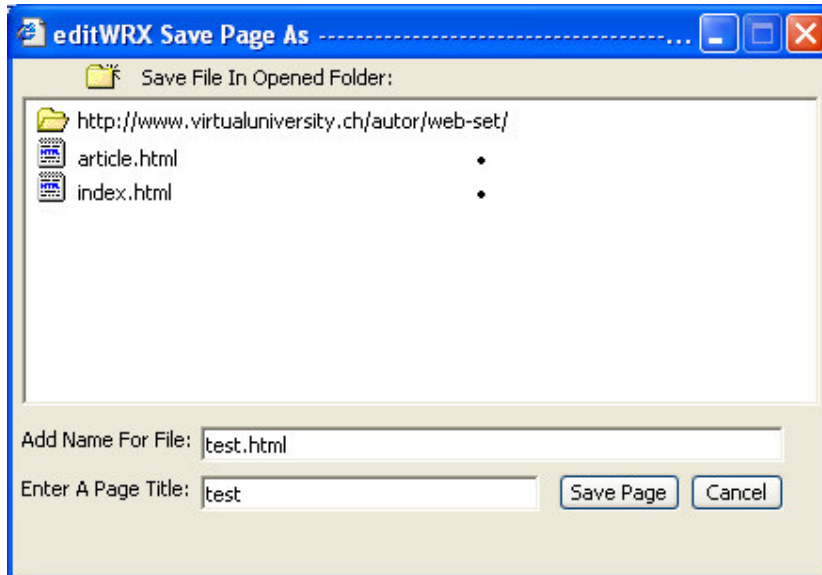 editWRX Save Page As -------------------------------------...
Save File In Opened Folder:
http://www.virtualuniversity.ch/autor/web-set/
article.html •
index.html •
Add Name For File: test.html
Enter A Page Title: test Save Page Cancel